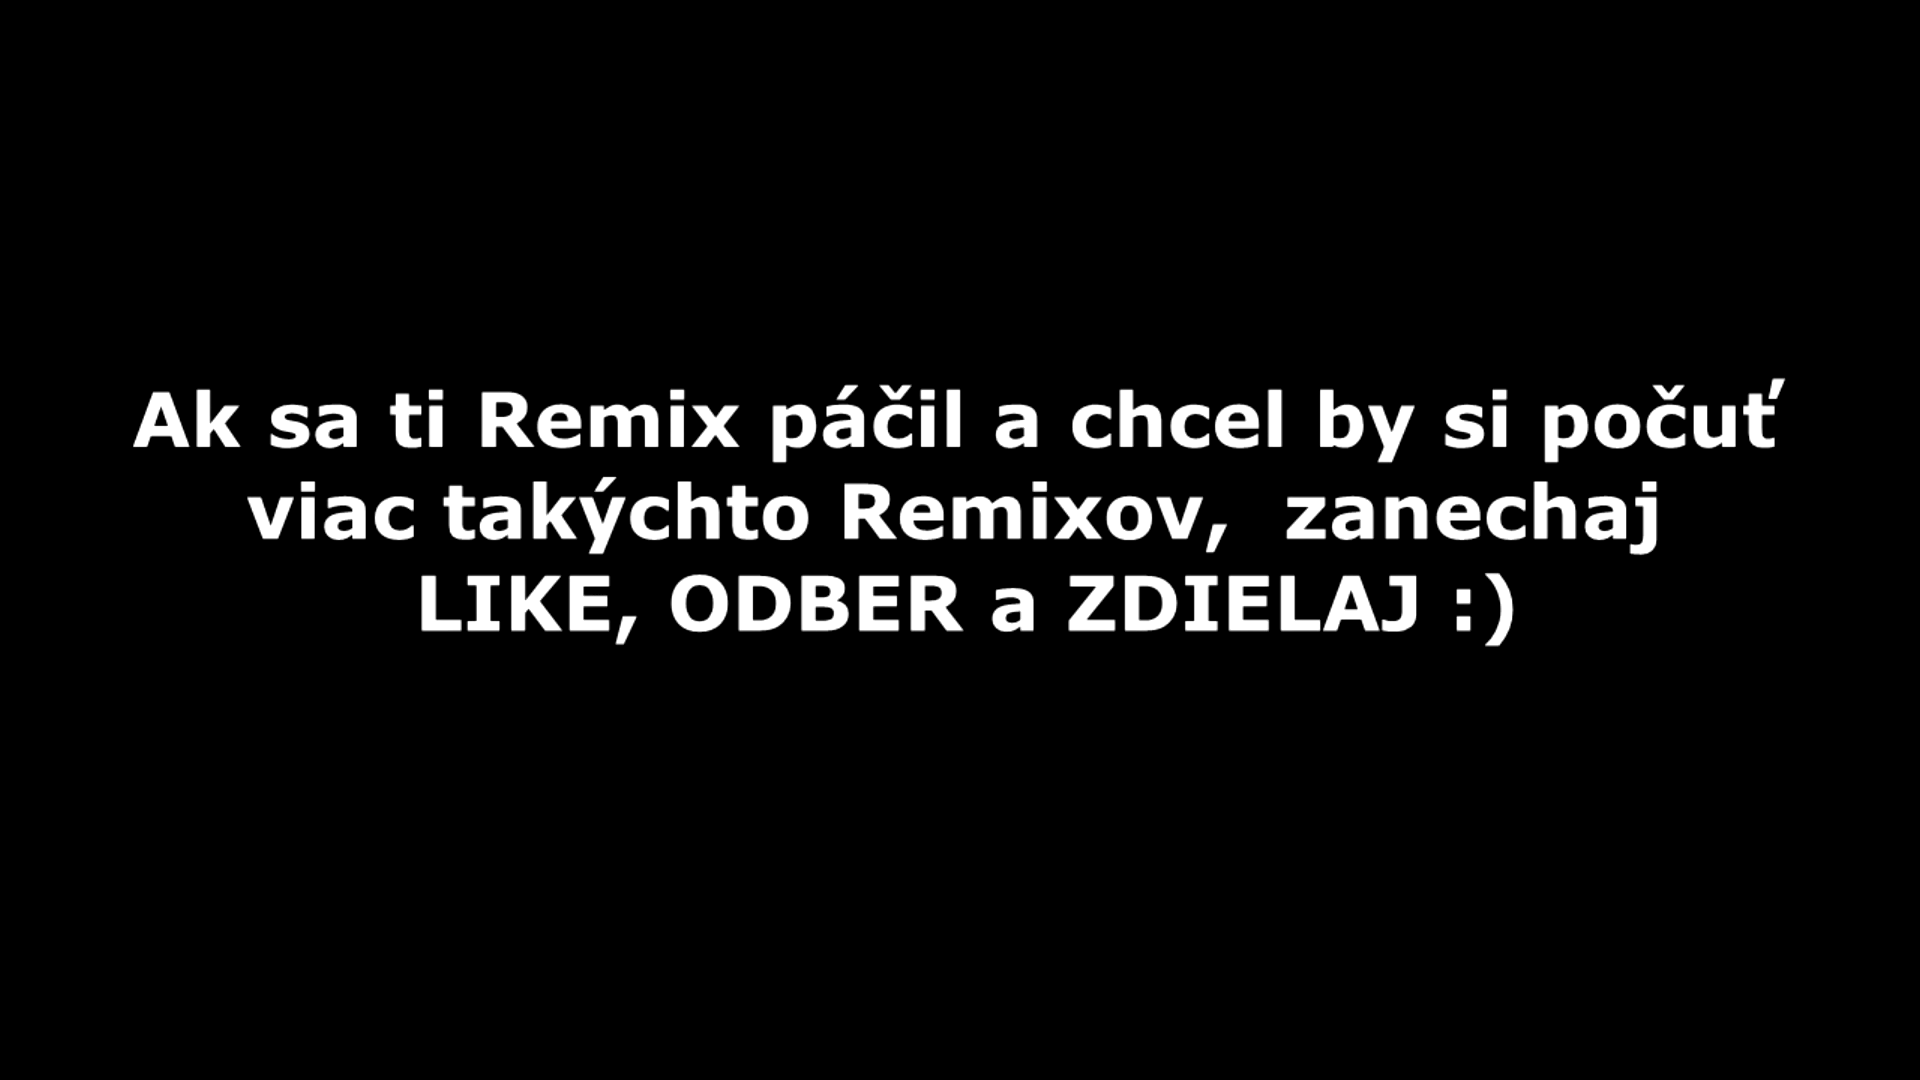 Ak sa ti Remix páčil a chcel by si počuť
viac takýchto Remixov,  zanechaj
LIKE, ODBER a ZDIELAJ :)